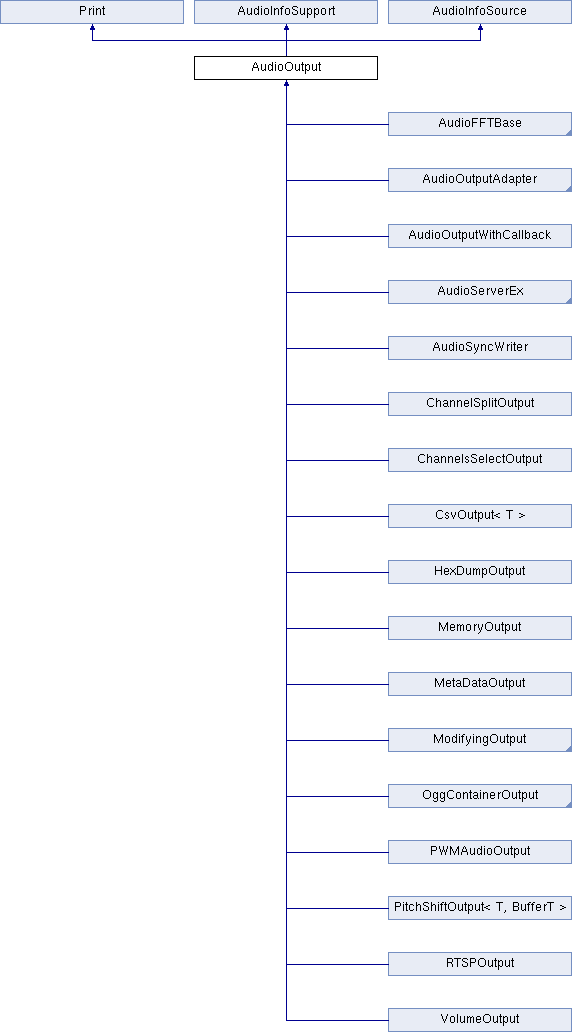 Print
AudioInfoSupport
AudioInfoSource
AudioOutput
AudioFFTBase
AudioOutputAdapter
AudioOutputWithCallback
AudioServerEx
AudioSyncWriter
ChannelSplitOutput
ChannelsSelectOutput
CsvOutput< T >
HexDumpOutput
MemoryOutput
MetaDataOutput
ModifyingOutput
OggContainerOutput
PWMAudioOutput
PitchShiftOutput< T, BufferT >
RTSPOutput
VolumeOutput